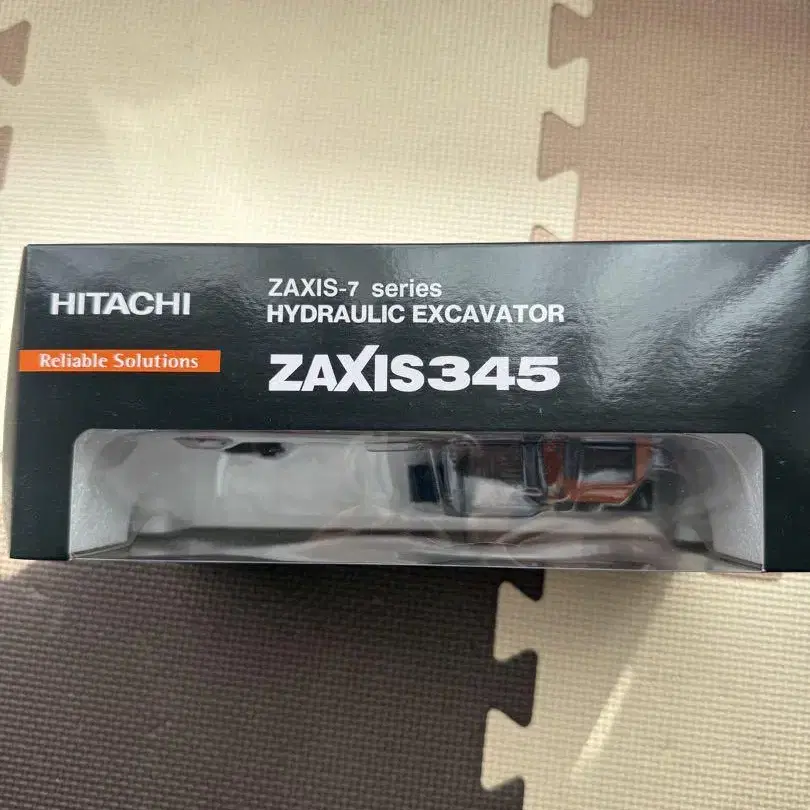 HITACHI
Reliable Solutions
ZAXIS-7 series
HYDRAULIC EXCAVATOR
ZAXIS345